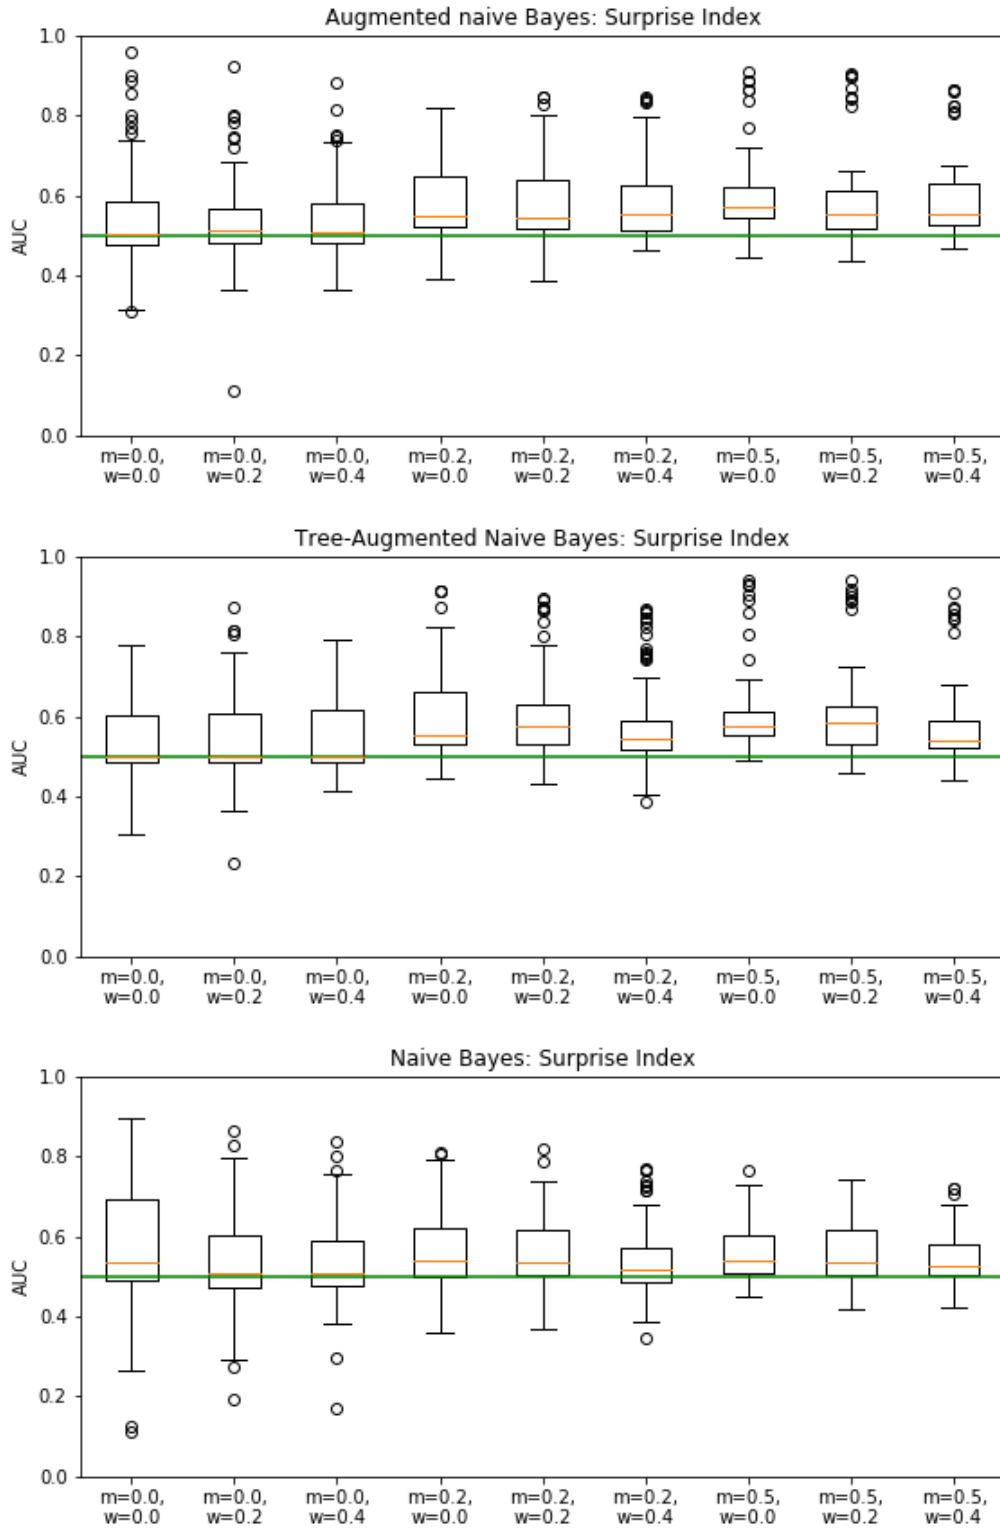 Augmented naive Bayes: Surprise Index
1.0
0.8
0.6
0.4
0.2
0.0
AUC
m=0.0, m=0.0, m=0.0, m=0.2, m=0.2, m=0.2, m=0.5, m=0.5, m=0.5,
w=0.0 w=0.2 w=0.4 w=0.0 w=0.2 w=0.4 w=0.0 w=0.2 w=0.4
Tree-Augmented Naive Bayes: Surprise Index
1.0
0.8
0.6
0.4
0.2
0.0
AUC
m=0.0, m=0.0, m=0.0, m=0.2, m=0.2, m=0.2, m=0.5, m=0.5, m=0.5,
w=0.0 w=0.2 w=0.4 w=0.0 w=0.2 w=0.4 w=0.0 w=0.2 w=0.4
Naive Bayes: Surprise Index
1.0
0.8
0.6
0.4
0.2
0.0
AUC
m=0.0, m=0.0, m=0.0, m=0.2, m=0.2, m=0.2, m=0.5, m=0.5, m=0.5,
w=0.0 w=0.2 w=0.4 w=0.0 w=0.2 w=0.4 w=0.0 w=0.2 w=0.4